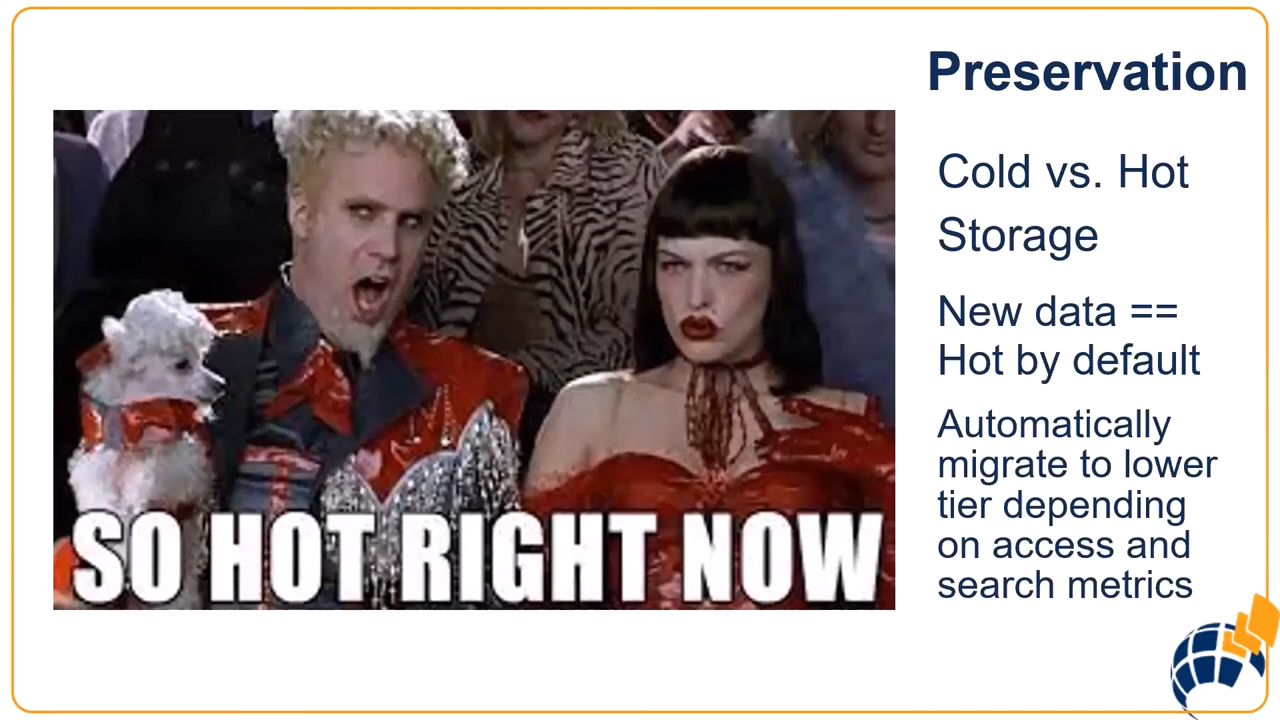 Preservation
Cold vs. Hot
Storage
New data ==
Hot by default
Automatically
migrate to lower
tier depending
on access and
search metrics
SO HOT RIGHT NOW